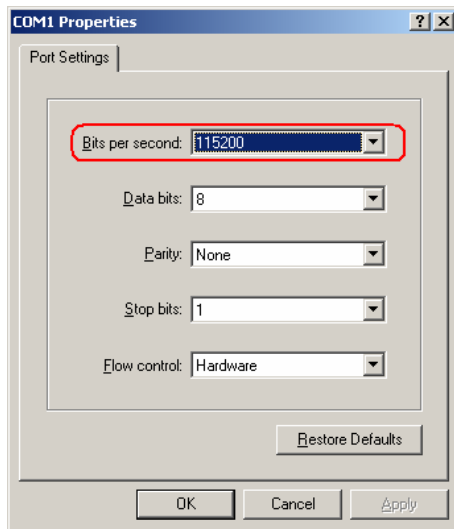 COM1 Properties
Port Settings
Bits per second: 115200
Data bits: 8
Parity: None
Stop bits: 1
Flow control: Hardware
Restore Defaults
OK Cancel Apply